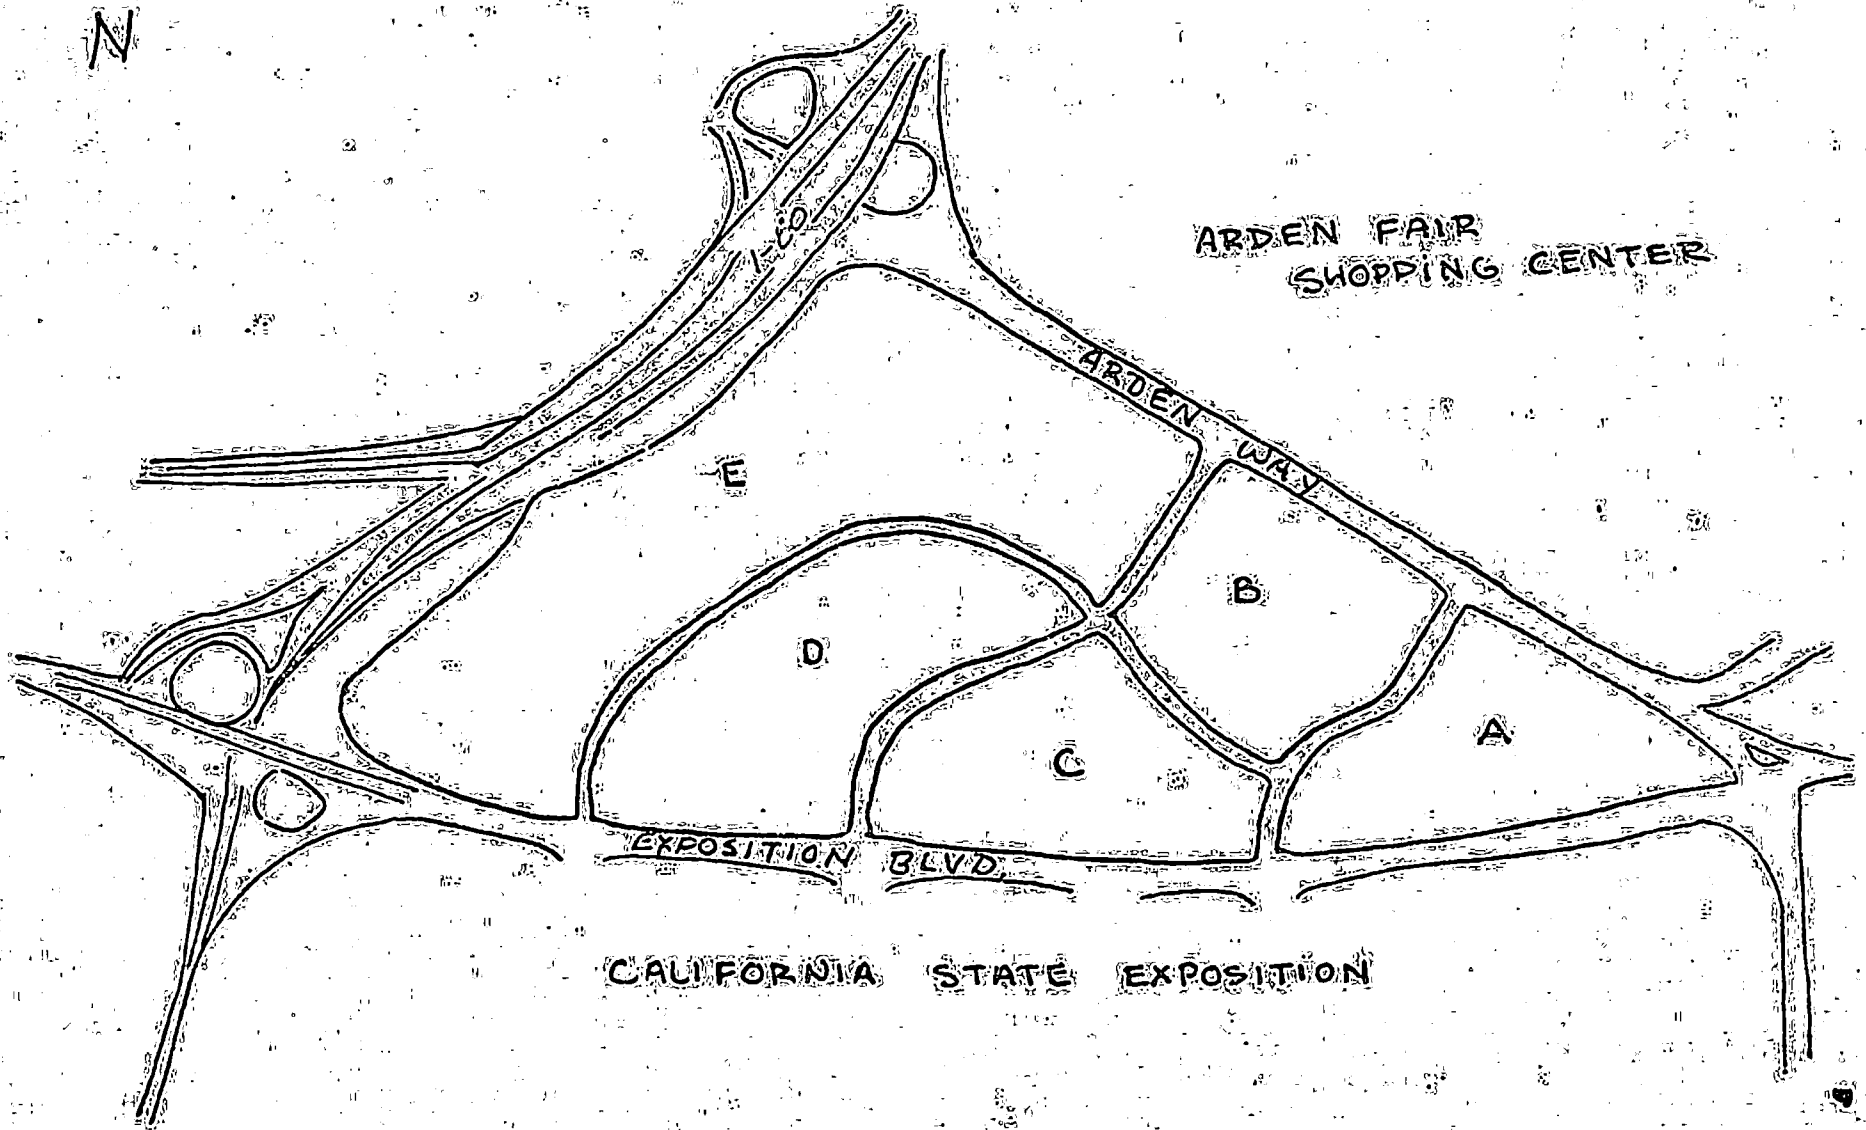 N
I-80
ARDEN FAIR
SHOPPING CENTER
ARDEN WAY
E
B
D
A
C
EXPOSITION BLVD.
CALIFORNIA STATE EXPOSITION